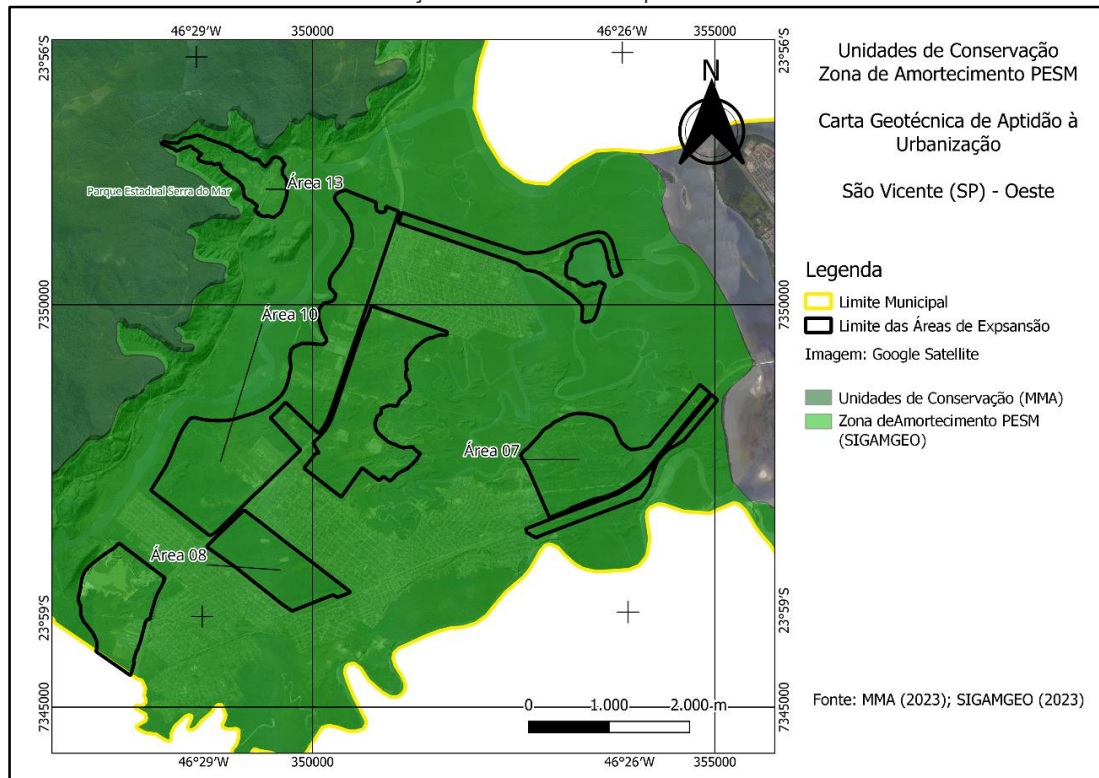 46°29'W
350000
46°26'W
355000
23°56'S
23°56'S
N
Parque Estadual Serra do Mar
Área 13
Área 10
7350000
7350000
Área 07
Área 08
23°59'S
23°59'S
0 1.000 2.000 m
7345000
7345000
46°29'W
350000
46°26'W
355000
Unidades de Conservação
Zona de Amortecimento PESM
Carta Geotécnica de Aptidão à
Urbanização
São Vicente (SP) - Oeste
Legenda
Limite Municipal
Limite das Áreas de Expsansão
Imagem: Google Satellite
Unidades de Conservação (MMA)
Zona deAmortecimento PESM
(SIGAMGEO)
Fonte: MMA (2023); SIGAMGEO (2023)